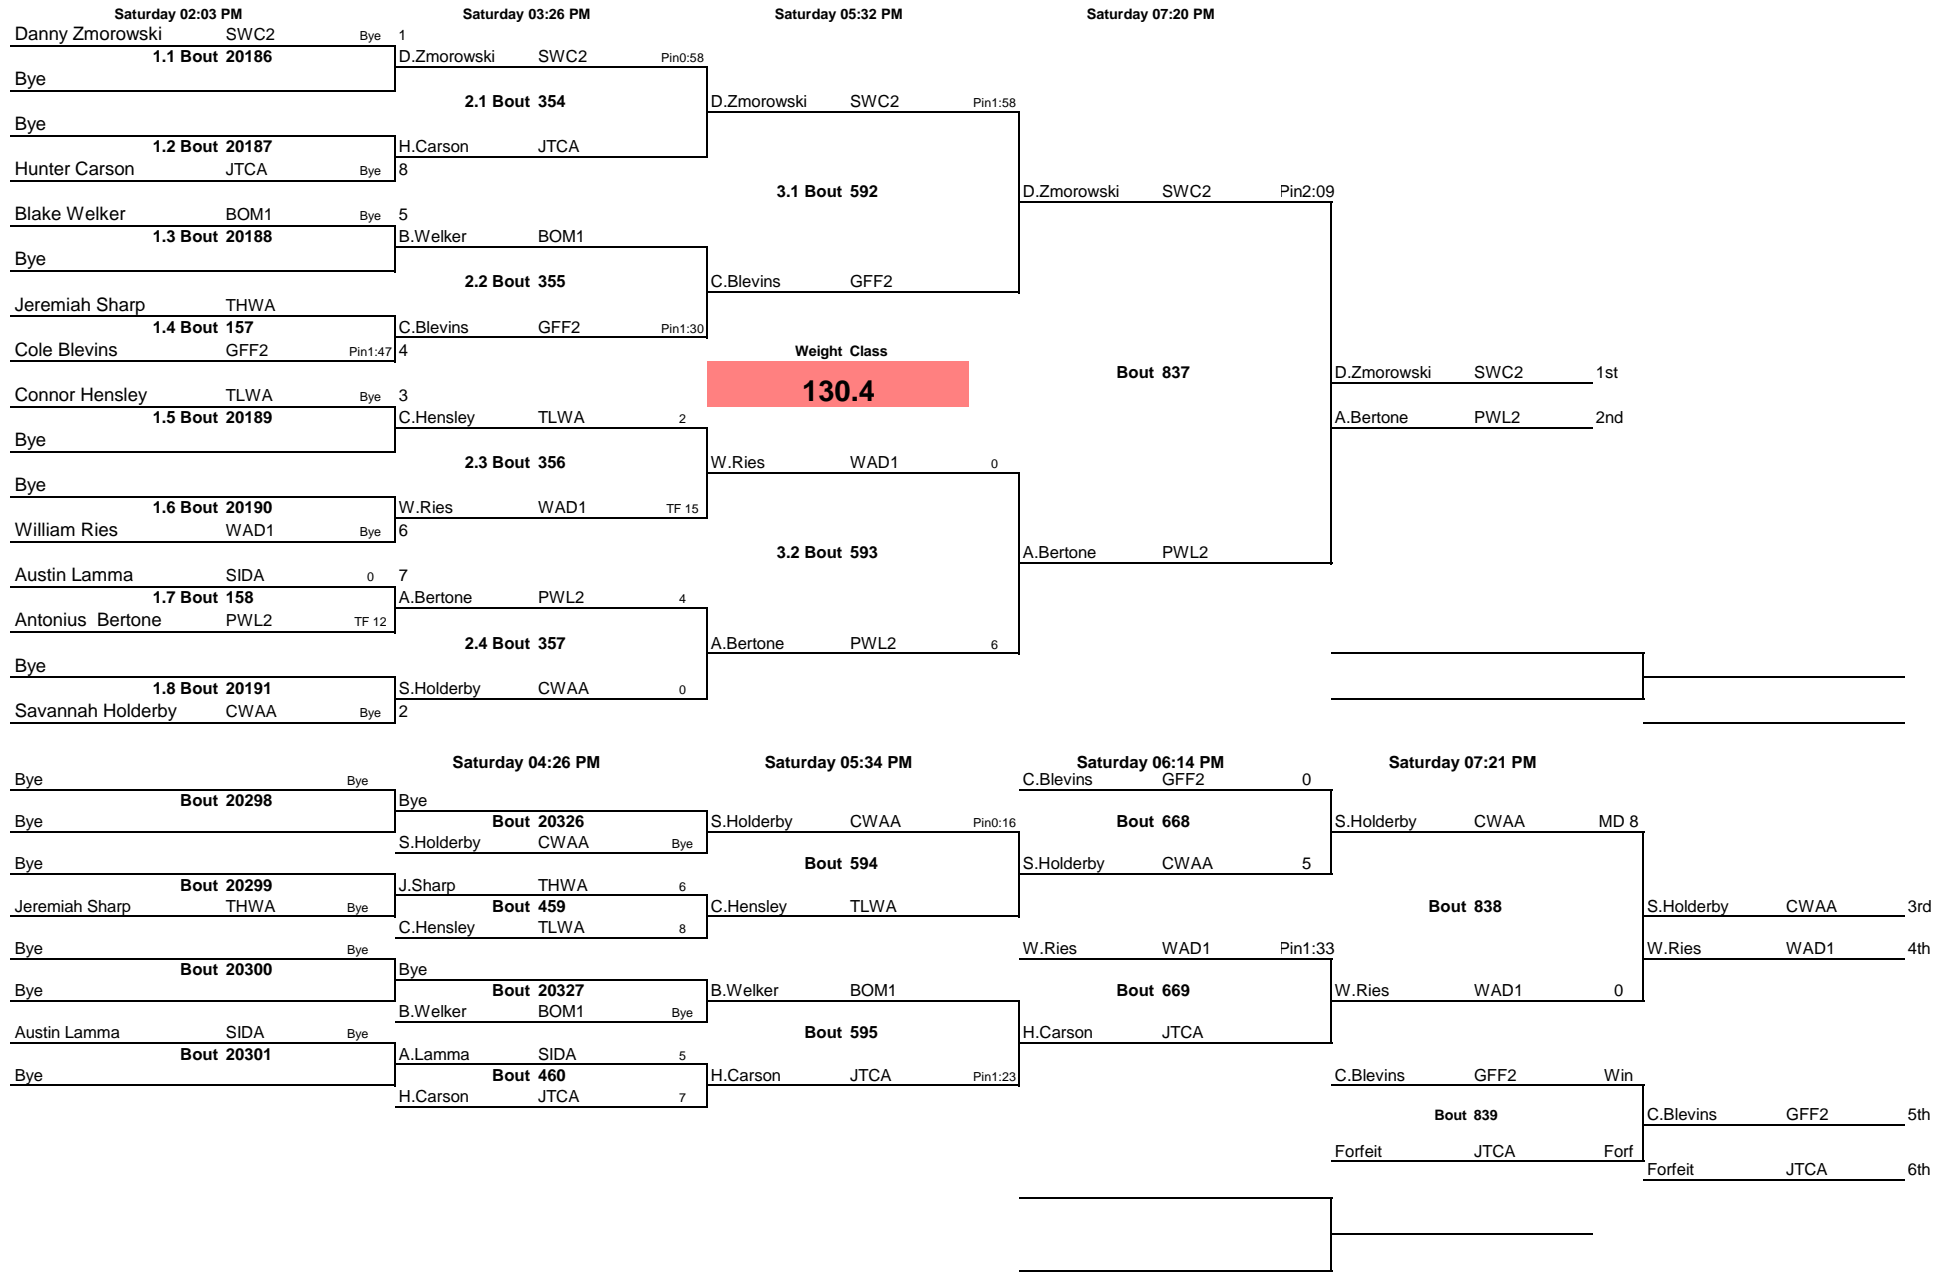 Saturday 02:03 PM Saturday 03:26 PM Saturday 05:32 PM Saturday 07:20 PM
Danny Zmorowski SWC2 Bye 1
1.1 Bout 20186 D.Zmorowski SWC2 Pin0:58
Bye
2.1 Bout 354 D.Zmorowski SWC2 Pin1:58
Bye
1.2 Bout 20187 H.Carson JTCA
Hunter Carson JTCA Bye 8
3.1 Bout 592 D.Zmorowski SWC2 Pin2:09
Blake Welker BOM1 Bye 5
1.3 Bout 20188 B.Welker BOM1
Bye
2.2 Bout 355 C.Blevins GFF2
Jeremiah Sharp THWA
1.4 Bout 157 C.Blevins GFF2 Pin1:30
Cole Blevins GFF2 Pin1:47 4 Weight Class
Bout 837 D.Zmorowski SWC2 1st
Connor Hensley TLWA Bye 3 130.4
1.5 Bout 20189 C.Hensley TLWA 2 A.Bertone PWL2 2nd
Bye
2.3 Bout 356 W.Ries WAD1 0
Bye
1.6 Bout 20190 W.Ries WAD1 TF 15
William Ries WAD1 Bye 6
3.2 Bout 593 A.Bertone PWL2
Austin Lamma SIDA 0 7
1.7 Bout 158 A.Bertone PWL2 4
Antonius Bertone PWL2 TF 12
2.4 Bout 357 A.Bertone PWL2 6
Bye
1.8 Bout 20191 S.Holderby CWAA 0
Savannah Holderby CWAA Bye 2
Saturday 04:26 PM Saturday 05:34 PM Saturday 06:14 PM Saturday 07:21 PM
Bye Bye C.Blevins GFF2 0
Bout 20298 Bye
Bye Bout 20326 S.Holderby CWAA Pin0:16 Bout 668 S.Holderby CWAA MD 8
S.Holderby CWAA Bye
Bye Bout 594 S.Holderby CWAA 5
Bout 20299 J.Sharp THWA 6
Jeremiah Sharp THWA Bye Bout 459 C.Hensley TLWA Bout 838 S.Holderby CWAA 3rd
C.Hensley TLWA 8
Bye Bye W.Ries WAD1 Pin1:33 W.Ries WAD1 4th
Bout 20300 Bye
Bye Bout 20327 B.Welker BOM1 Bout 669 W.Ries WAD1 0
B.Welker BOM1 Bye
Austin Lamma SIDA Bye Bout 595 H.Carson JTCA
Bout 20301 A.Lamma SIDA 5
Bye Bout 460 H.Carson JTCA Pin1:23 C.Blevins GFF2 Win
H.Carson JTCA 7
Bout 839 C.Blevins GFF2 5th
Forfeit JTCA Forf
Forfeit JTCA 6th